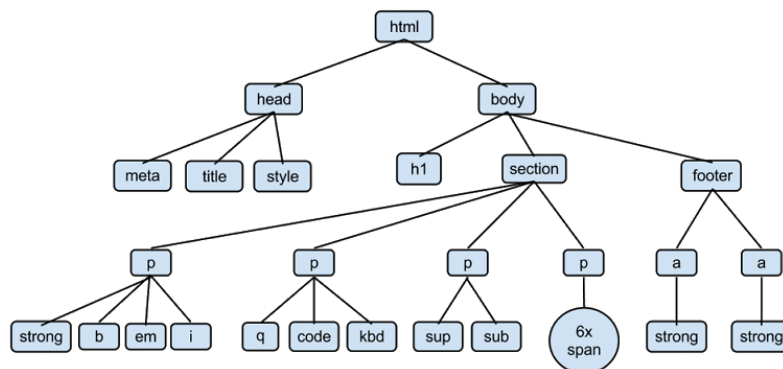 html
head
body
meta
title
style
h1
section
footer
p
p
p
p
a
a
strong
b
em
i
q
code
kbd
sup
sub
6x
span
strong
strong